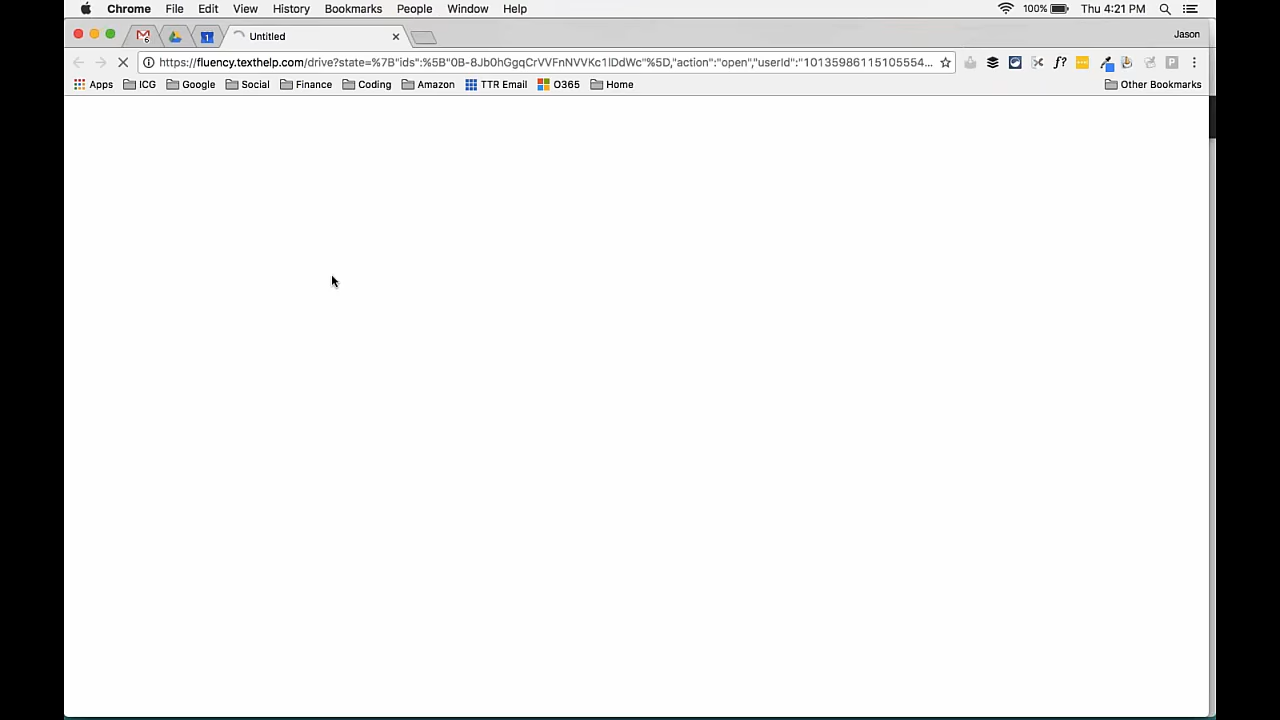 Chrome File Edit View History Bookmarks People Window Help 100% Thu 4:21 PM
6 1 Untitled Jason
https://fluency.texthelp.com/drive?state=%7B"ids":%5B"0B-8Jb0hGgqCrVVFnNVVKc1lDdWc"%5D,"action":"open","userId":"10135986115105554... f? P
Apps ICG Google Social Finance Coding Amazon TTR Email O365 Home Other Bookmarks